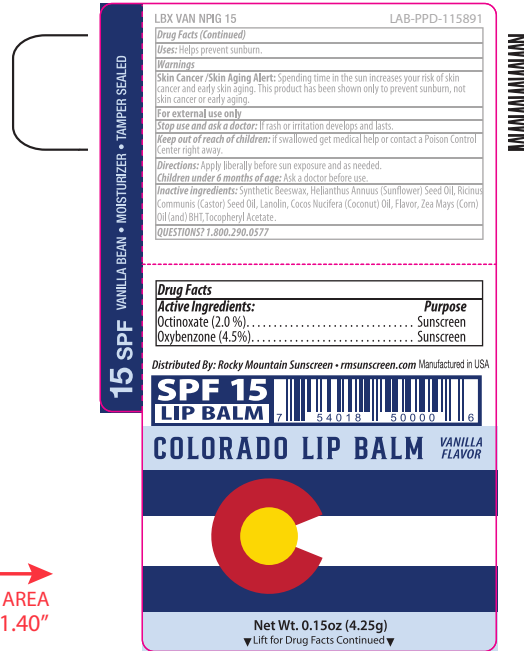 LBX VAN NPIG 15 LAB-PPD-115891
Drug Facts (Continued)
Uses: Helps prevent sunburn.
Warnings
Skin Cancer /Skin Aging Alert: Spending time in the sun increases your risk of skin
cancer and early skin aging. This product has been shown only to prevent sunburn, not
skin cancer or early aging.
For external use only
Stop use and ask a doctor: If rash or irritation develops and lasts.
Keep out of reach of children: if swallowed get medical help or contact a Poison Control
Center right away.
Directions: Apply liberally before sun exposure and as needed.
Children under 6 months of age: Ask a doctor before use.
Inactive ingredients: Synthetic Beeswax, Helianthus Annuus (Sunflower) Seed Oil, Ricinus
Communis (Castor) Seed Oil, Lanolin, Cocos Nucifera (Coconut) Oil, Flavor, Zea Mays (Corn)
Oil (and) BHT, Tocopheryl Acetate.
QUESTIONS? 1.800.290.0577
15 SPF VANILLA BEAN • MOISTURIZER • TAMPER SEALED
Drug Facts
Active Ingredients: Purpose
Octinoxate (2.0 %)............................. Sunscreen
Oxybenzone (4.5%)............................. Sunscreen
Distributed By: Rocky Mountain Sunscreen • rmsunscreen.com Manufactured in USA
SPF 15
LIP BALM
7 54018 50000 6
COLORADO LIP BALM VANILLA
FLAVOR
AREA
1.40"
Net Wt. 0.15oz (4.25g)
▼Lift for Drug Facts Continued▼